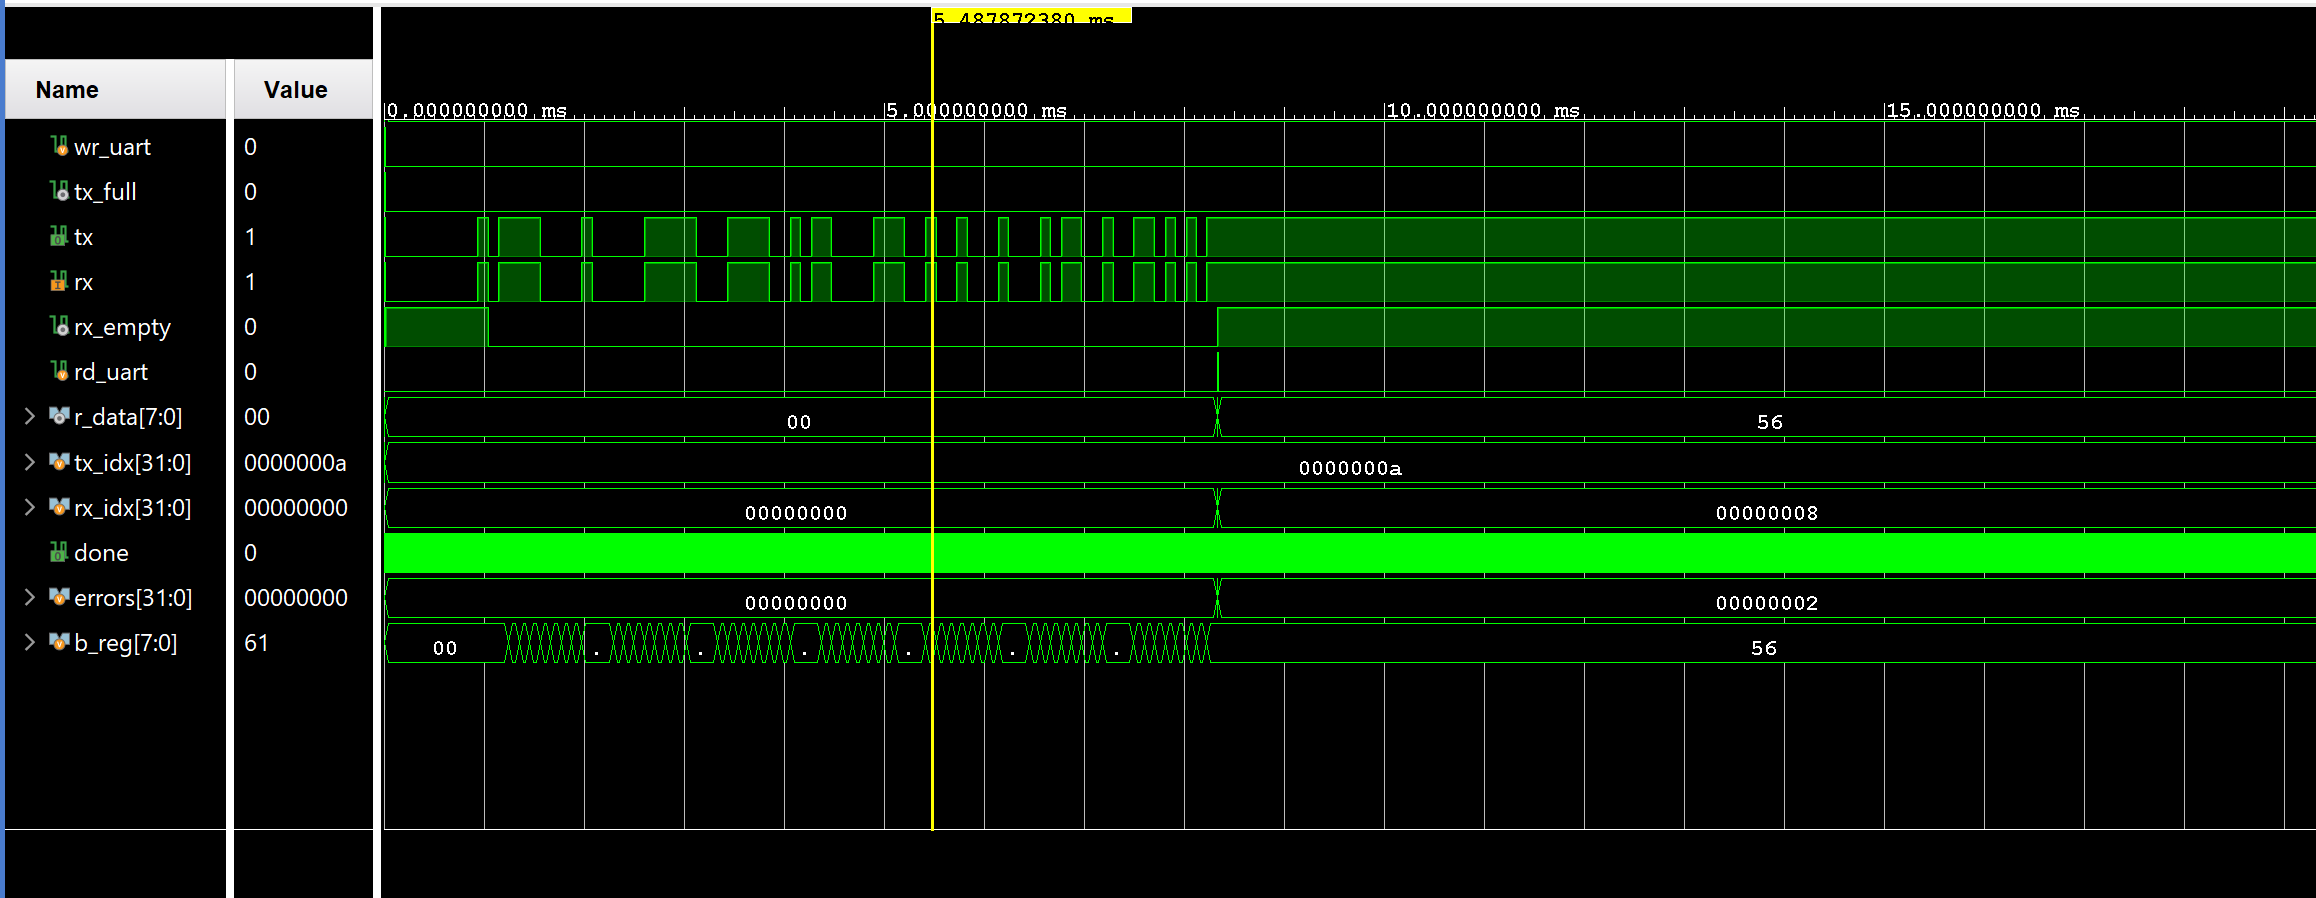 5.487872380 ms
Name Value
0.000000000 ms 5.000000000 ms 10.000000000 ms 15.000000000 ms
wr_uart 0
tx_full 0
tx 1
rx 1
rx_empty 0
rd_uart 0
r_data[7:0] 00 00 56
tx_idx[31:0] 0000000a 0000000a
rx_idx[31:0] 00000000 00000000 00000008
done 0
errors[31:0] 00000000 00000000 00000002
b_reg[7:0] 61 00 . . . . . . 56